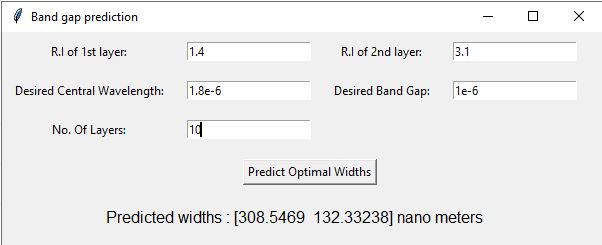 Band gap prediction
R.I of 1st layer: 1.4 R.I of 2nd layer: 3.1
Desired Central Wavelength: 1.8e-6 Desired Band Gap: 1e-6
No. Of Layers: 10
Predict Optimal Widths
Predicted widths : [308.5469  132.33238] nano meters